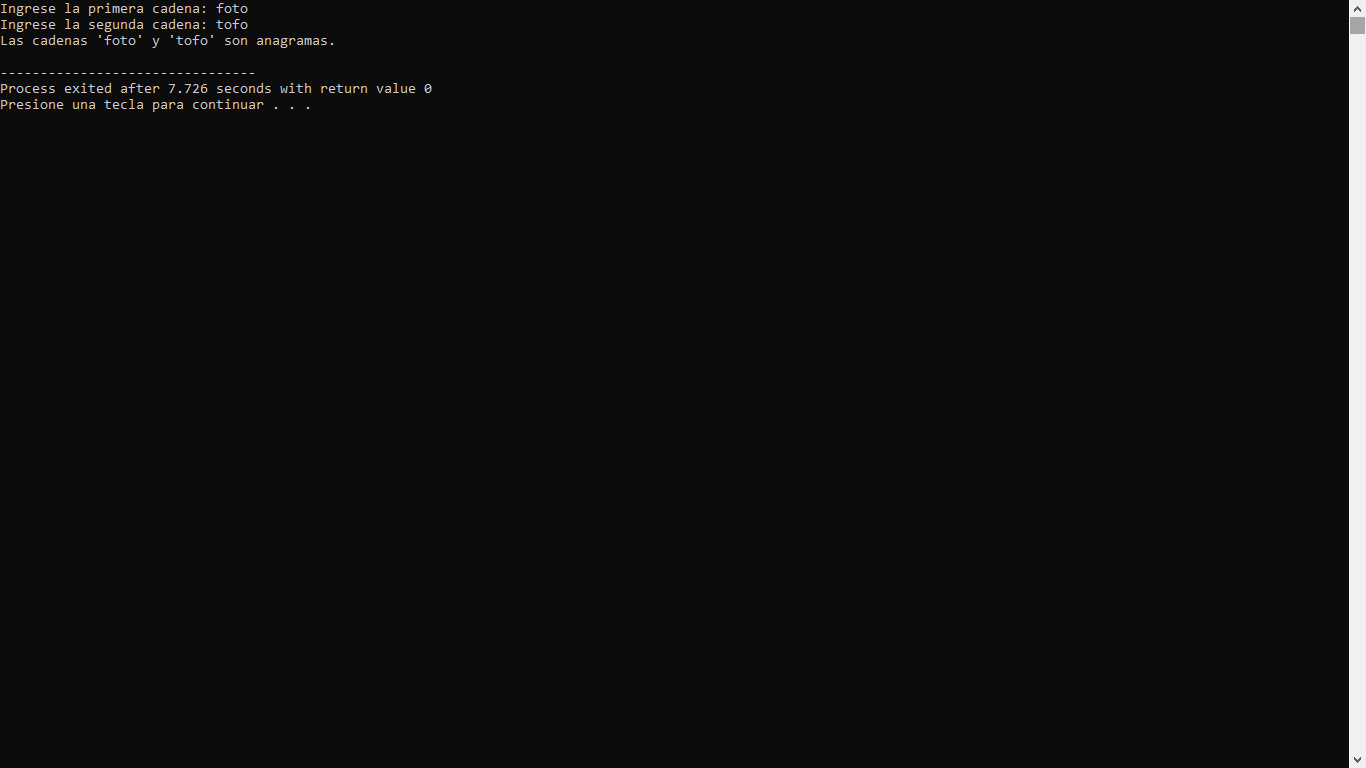 Ingrese la primera cadena: foto
Ingrese la segunda cadena: tofo
Las cadenas 'foto' y 'tofo' son anagramas.

--------------------------------
Process exited after 7.726 seconds with return value 0
Presione una tecla para continuar . . .